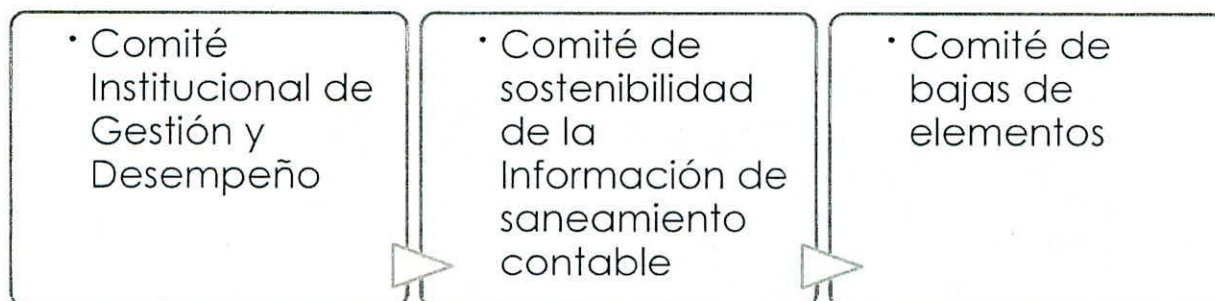 · Comité
Institucional de
Gestión y
Desempeño
· Comité de
sostenibilidad
de la
Información de
saneamiento
contable
· Comité de
bajas de
elementos